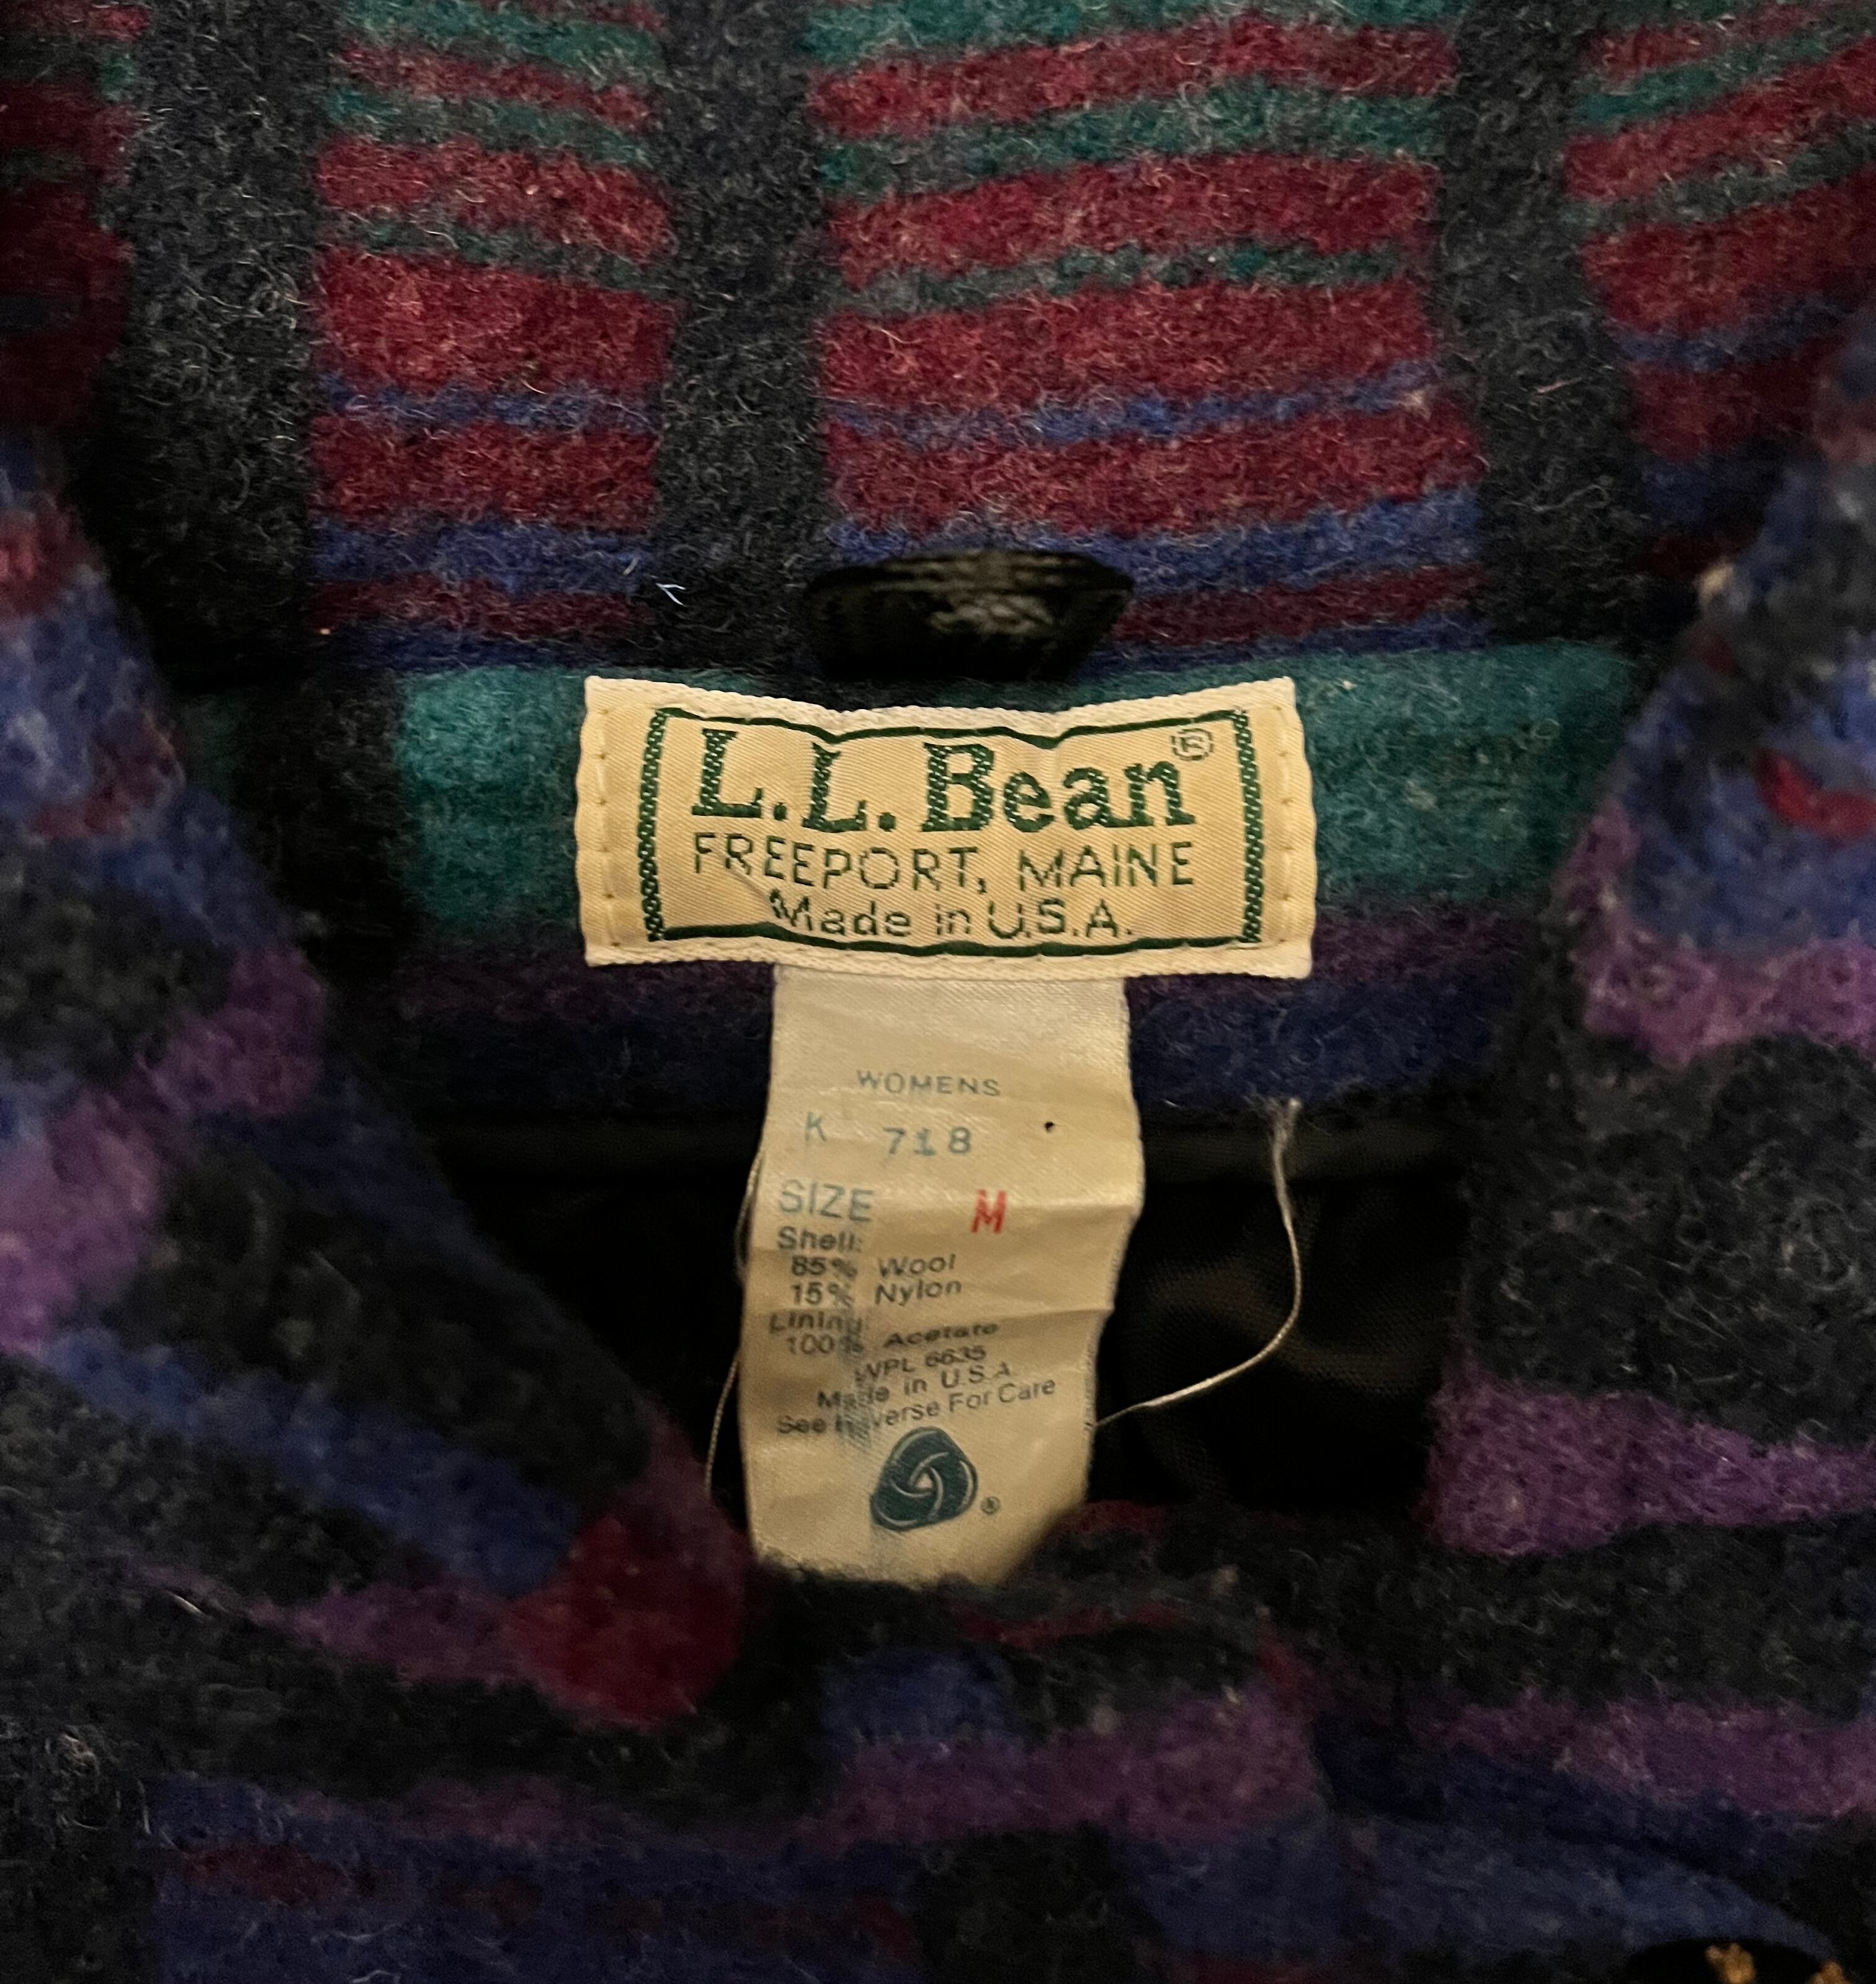 L.L.Bean®
FREEPORT, MAINE
Made in U.S.A.
WOMENS
K 718
SIZE M
Shell:
85% Wool
15% Nylon
Lining:
100% Acetate
WPL 6635
Made in U.S.A
See Reverse For Care
®